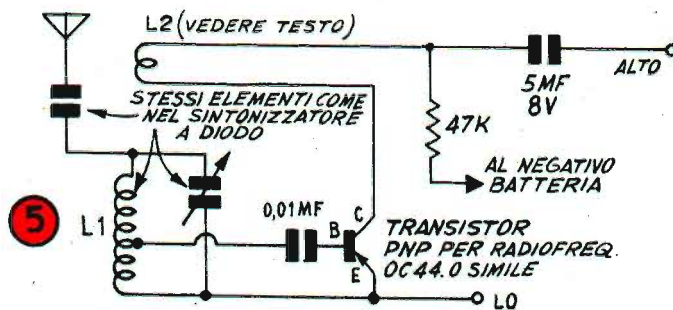 L2 (VEDERE TESTO)
5MF
8V
ALTO
STESSI ELEMENTI COME
NEL SINTONIZZATORE
A DIODO
47K
AL NEGATIVO
BATTERIA
5
L1
0,01MF
B
C
E
TRANSISTOR
PNP PER RADIOFREQ.
OC44.O SIMILE
LO